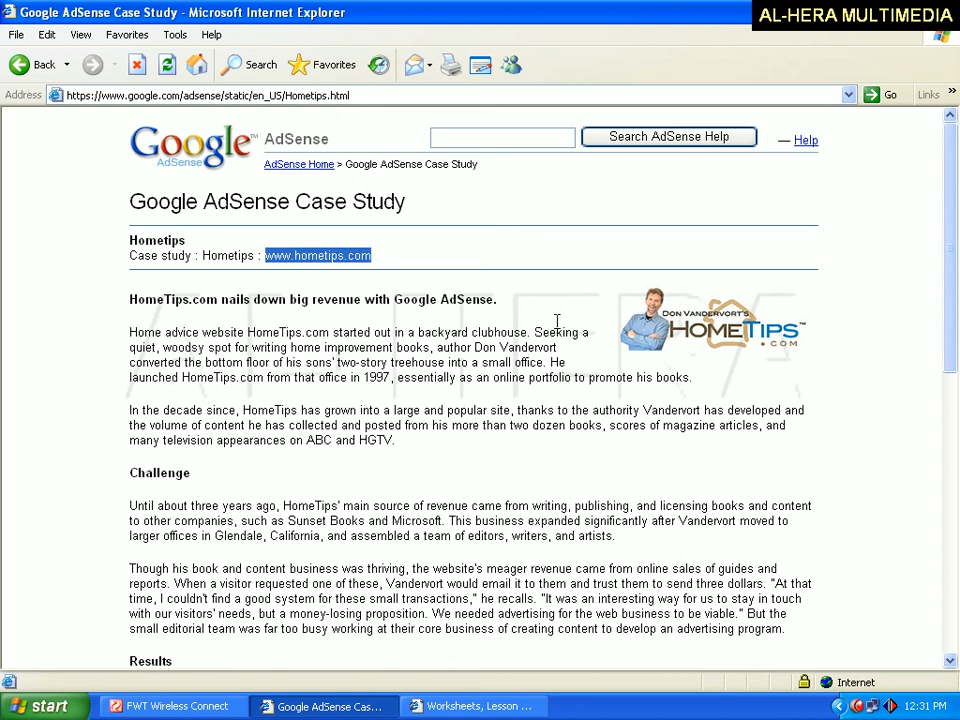 Google AdSense Case Study - Microsoft Internet Explorer
AL-HERA MULTIMEDIA
File Edit View Favorites Tools Help
Back Search Favorites
Address https://www.google.com/adsense/static/en_US/Hometips.html Go Links »
Google™ AdSense
AdSense
Search AdSense Help
— Help
AdSense Home > Google AdSense Case Study
Google AdSense Case Study
Hometips
Case study : Hometips : www.hometips.com
HomeTips.com nails down big revenue with Google AdSense.
DON VANDERVORT'S
HOMETIPS
.COM
Home advice website HomeTips.com started out in a backyard clubhouse. Seeking a
quiet, woodsy spot for writing home improvement books, author Don Vandervort
converted the bottom floor of his sons' two-story treehouse into a small office. He
launched HomeTips.com from that office in 1997, essentially as an online portfolio to promote his books.
In the decade since, HomeTips has grown into a large and popular site, thanks to the authority Vandervort has developed and
the volume of content he has collected and posted from his more than two dozen books, scores of magazine articles, and
many television appearances on ABC and HGTV.
Challenge
Until about three years ago, HomeTips' main source of revenue came from writing, publishing, and licensing books and content
to other companies, such as Sunset Books and Microsoft. This business expanded significantly after Vandervort moved to
larger offices in Glendale, California, and assembled a team of editors, writers, and artists.
Though his book and content business was thriving, the website's meager revenue came from online sales of guides and
reports. When a visitor requested one of these, Vandervort would email it to them and trust them to send three dollars. "At that
time, I couldn't find a good system for these small transactions," he recalls. "It was an interesting way for us to stay in touch
with our visitors' needs, but a money-losing proposition. We needed advertising for the web business to be viable." But the
small editorial team was far too busy working at their core business of creating content to develop an advertising program.
Results
Internet
start FWT Wireless Connect Google AdSense Cas... Worksheets, Lesson ... 12:31 PM